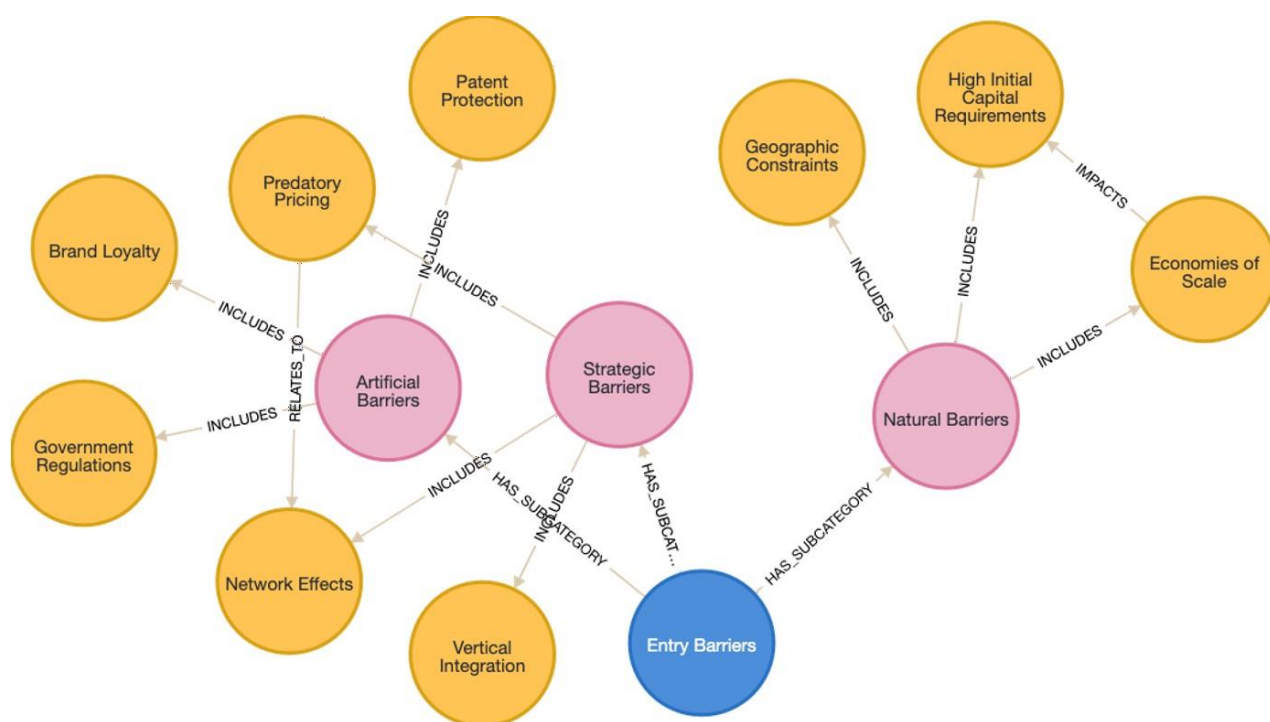 Patent
Protection
High Initial
Capital
Requirements
Geographic
Constraints
Predatory
Pricing
IMPACTS
INCLUDES
Brand Loyalty
INCLUDES
INCLUDES
Economies of
Scale
INCLUDES
INCLUDES
INCLUDES
INCLUDES
RELATES_TO
Artificial
Barriers
Strategic
Barriers
INCLUDES
Natural Barriers
Government
Regulations
INCLUDES
INCLUDES
HAS_SUBCATEGORY
HAS_SUBCAT...
HAS_SUBCATEGORY
Network Effects
Vertical
Integration
Entry Barriers